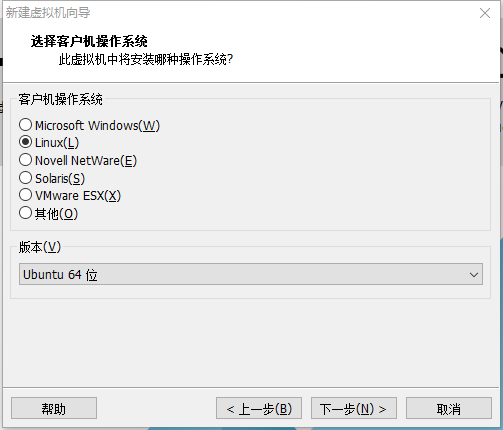 新建虚拟机向导
选择客户机操作系统
此虚拟机中将安装哪种操作系统?
客户机操作系统
Microsoft Windows(W)
Linux(L)
Novell NetWare(E)
Solaris(S)
VMware ESX(X)
其他(O)
版本(V)
Ubuntu 64 位
帮助
< 上一步(B)
下一步(N) >
取消